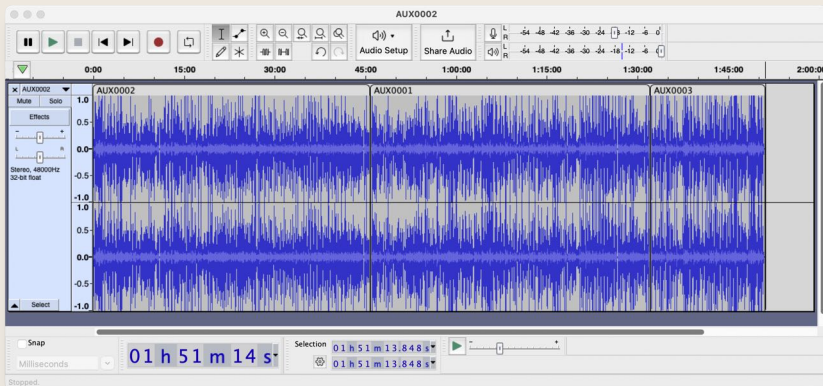 AUX0002
L
R
-54 -48 -42 -36 -30 -24 -12 -6 0
Audio Setup
Share Audio
L
R
-54 -48 -42 -36 -30 -24 -18 -12 -6
0:00 15:00 30:00 45:00 1:00:00 1:15:00 1:30:00 1:45:00 2:00:00
AUX0002
AUX0002 AUX0001 AUX0003
Mute Solo
Effects
- +
L R
Stereo, 48000Hz
32-bit float
1.0
0.5
0.0
-0.5
-1.0
1.0
0.5
0.0
-0.5
-1.0
Select
Snap
Milliseconds
01 h 51 m 14 s
Selection
01 h 51 m 13.848 s
01 h 51 m 13.848 s
- +
Stopped.